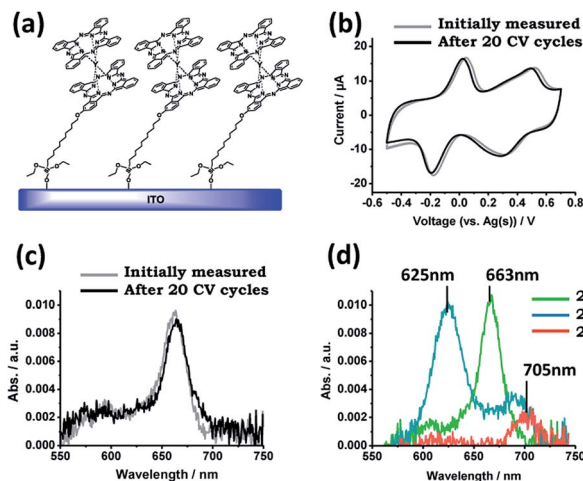 (a)
ITO
(b)
Initially measured
After 20 CV cycles
Current / μA
20
10
0
-10
-20
-0.6 -0.4 -0.2 0.0 0.2 0.4 0.6 0.8
Voltage (vs. Ag(s)) / V
(c)
Initially measured
After 20 CV cycles
Abs. / a.u.
0.010
0.008
0.006
0.004
0.002
0.000
550 600 650 700 750
Wavelength / nm
(d)
625nm 663nm
2
2
2
705nm
Abs. / a.u.
0.010
0.008
0.006
0.004
0.002
0.000
550 600 650 700 750
Wavelength / nm